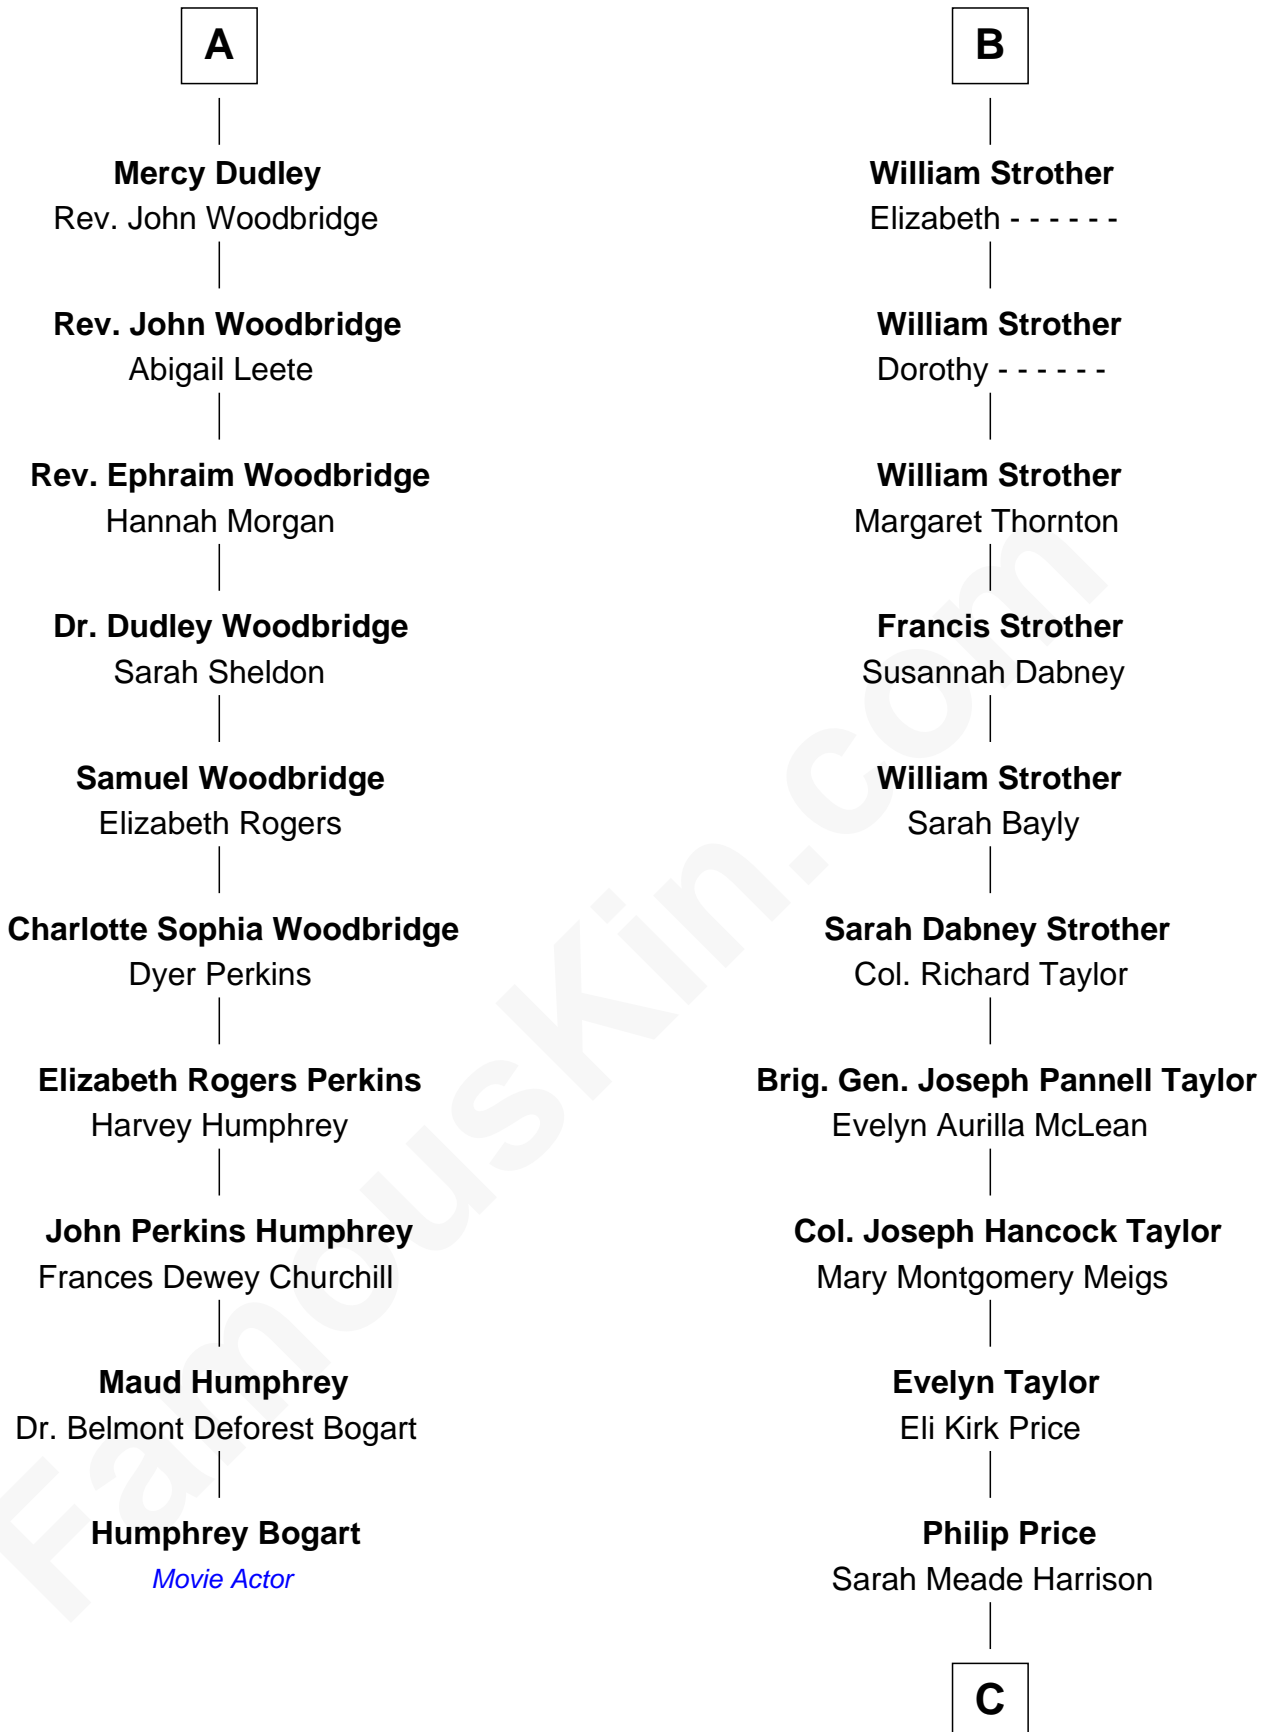 A
Mercy Dudley
Rev. John Woodbridge
Rev. John Woodbridge
Abigail Leete
Rev. Ephraim Woodbridge
Hannah Morgan
Dr. Dudley Woodbridge
Sarah Sheldon
Samuel Woodbridge
Elizabeth Rogers
Charlotte Sophia Woodbridge
Dyer Perkins
Elizabeth Rogers Perkins
Harvey Humphrey
John Perkins Humphrey
Frances Dewey Churchill
Maud Humphrey
Dr. Belmont Deforest Bogart
Humphrey Bogart
Movie Actor
B
William Strother
Elizabeth - - - - - -
William Strother
Dorothy - - - - - -
William Strother
Margaret Thornton
Francis Strother
Susannah Dabney
William Strother
Sarah Bayly
Sarah Dabney Strother
Col. Richard Taylor
Brig. Gen. Joseph Pannell Taylor
Evelyn Aurilla McLean
Col. Joseph Hancock Taylor
Mary Montgomery Meigs
Evelyn Taylor
Eli Kirk Price
Philip Price
Sarah Meade Harrison
C
FamousKin.com